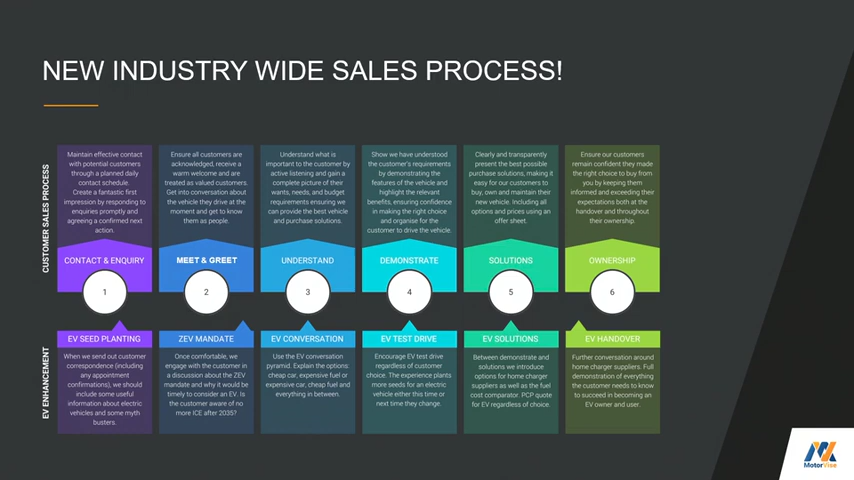 NEW INDUSTRY WIDE SALES PROCESS!
CUSTOMER SALES PROCESS
Maintain effective contact
with potential customers
through a planned daily
contact schedule.
Create a fantastic first
impression by responding to
enquiries promptly and
agreeing a confirmed next
action.
CONTACT & ENQUIRY
1
Ensure all customers are
acknowledged, receive a
warm welcome and are
treated as valued customers.
Get into conversation about
the vehicle they drive at the
moment and get to know
them as people.
MEET & GREET
2
Understand what is
important to the customer by
active listening and gain a
complete picture of their
wants, needs, and budget
requirements ensuring we
can provide the best vehicle
and purchase solutions.
UNDERSTAND
3
Show we have understood
the customer's requirements
by demonstrating the
features of the vehicle and
highlight the relevant
benefits, ensuring confidence
in making the right choice
and organise for the
customer to drive the vehicle.
DEMONSTRATE
4
Clearly and transparently
present the best possible
purchase solutions, making it
easy for our customers to
buy, own and maintain their
new vehicle. Including all
options and prices using an
offer sheet.
SOLUTIONS
5
Ensure our customers
remain confident they made
the right choice to buy from
you by keeping them
informed and exceeding their
expectations both at the
handover and throughout
their ownership.
OWNERSHIP
6
EV ENHANCEMENT
EV SEED PLANTING
When we send out customer
correspondence (including
any appointment
confirmations), we should
include some useful
information about electric
vehicles and some myth
busters.
ZEV MANDATE
Once comfortable, we
engage with the customer in
a discussion about the ZEV
mandate and why it would be
timely to consider an EV. Is
the customer aware of no
more ICE after 2035?
EV CONVERSATION
Use the EV conversation
pyramid. Explain the options:
cheap car, expensive fuel or
expensive car, cheap fuel and
everything in between.
EV TEST DRIVE
Encourage EV test drive
regardless of customer
choice. The experience plants
more seeds for an electric
vehicle either this time or
next time they change.
EV SOLUTIONS
Between demonstrate and
solutions we introduce
options for home charger
suppliers as well as the fuel
cost comparator. PCP quote
for EV regardless of choice.
EV HANDOVER
Further conversation around
home charger suppliers. Full
demonstration of everything
the customer needs to know
to succeed in becoming an
EV owner and user.
MotorVise